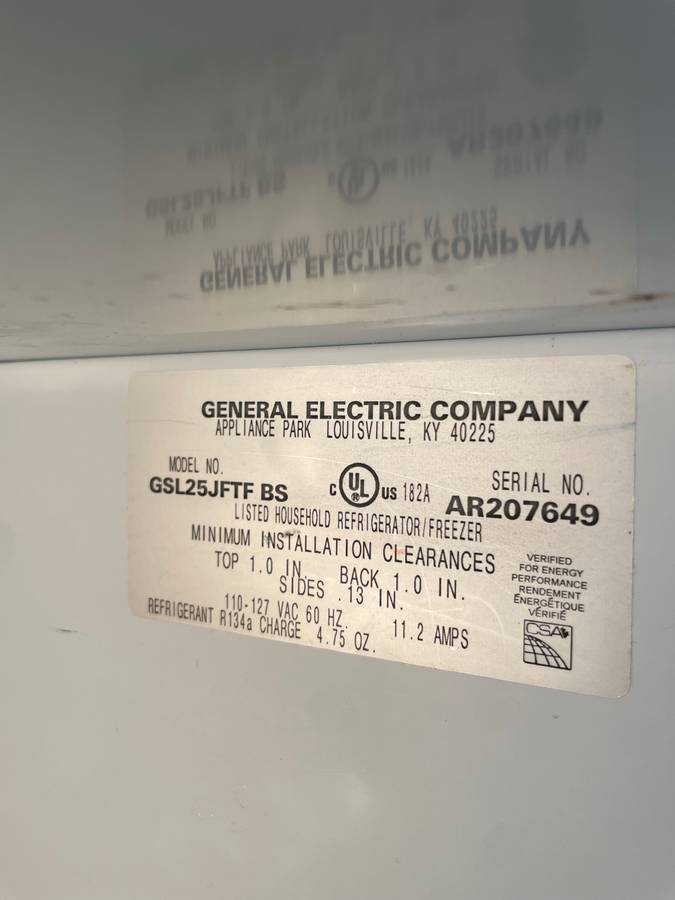 GENERAL ELECTRIC COMPANY
APPLIANCE PARK LOUISVILLE, KY 40225
MODEL NO.
GSL25JFTF BS
C UL ® US 182A
SERIAL NO.
AR207649
LISTED HOUSEHOLD REFRIGERATOR/FREEZER
MINIMUM INSTALLATION CLEARANCES
TOP 1.0 IN. BACK 1.0 IN.
SIDES .13 IN.
110-127 VAC 60 HZ. 11.2 AMPS
REFRIGERANT R134a CHARGE 4.75 OZ.
VERIFIED
FOR ENERGY
PERFORMANCE
RENDEMENT
ÉNERGÉTIQUE
VÉRIFIÉ
CSA